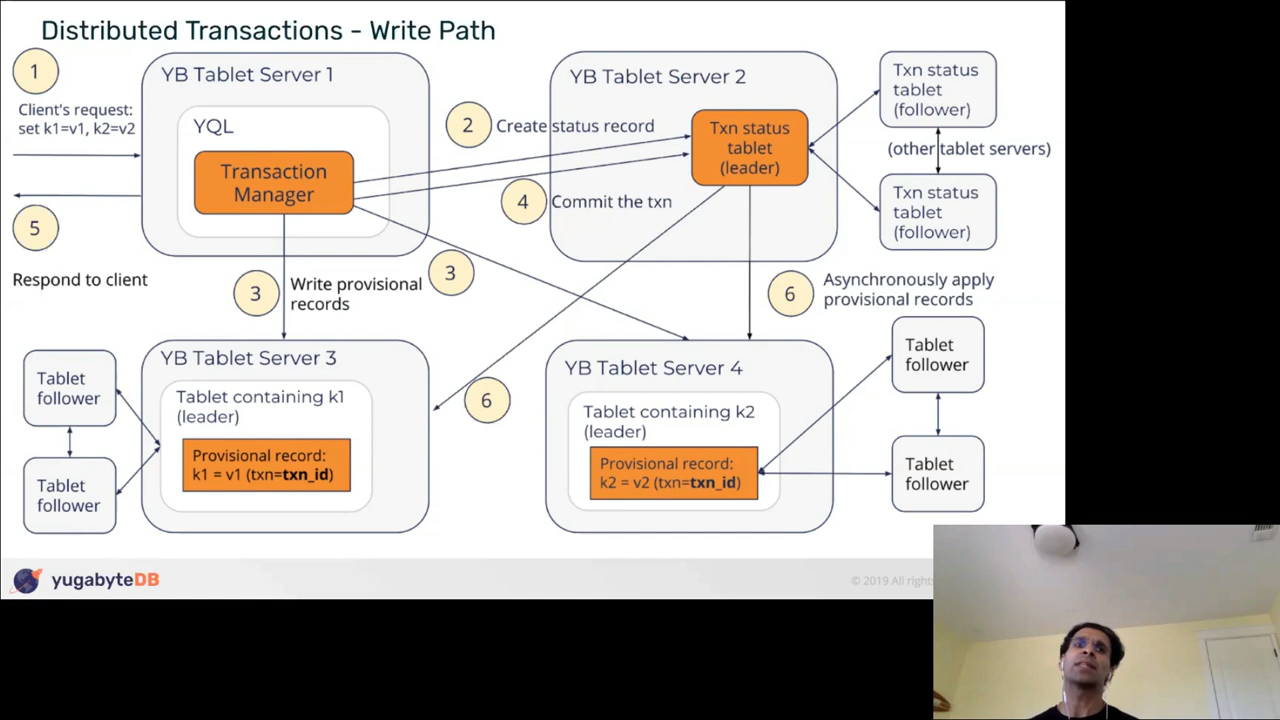 Distributed Transactions - Write Path
1
Client's request:
set k1=v1, k2=v2
5
Respond to client
YB Tablet Server 1
YQL
Transaction
Manager
2
Create status record
4
Commit the txn
3
Write provisional
records
3
YB Tablet Server 2
Txn status
tablet
(leader)
Txn status
tablet
(follower)
(other tablet servers)
Txn status
tablet
(follower)
6
Asynchronously apply
provisional records
6
Tablet
follower
Tablet
follower
YB Tablet Server 3
Tablet containing k1
(leader)
Provisional record:
k1 = v1 (txn=txn_id)
YB Tablet Server 4
Tablet containing k2
(leader)
Provisional record:
k2 = v2 (txn=txn_id)
Tablet
follower
Tablet
follower
yugabyteDB
© 2019 All rights